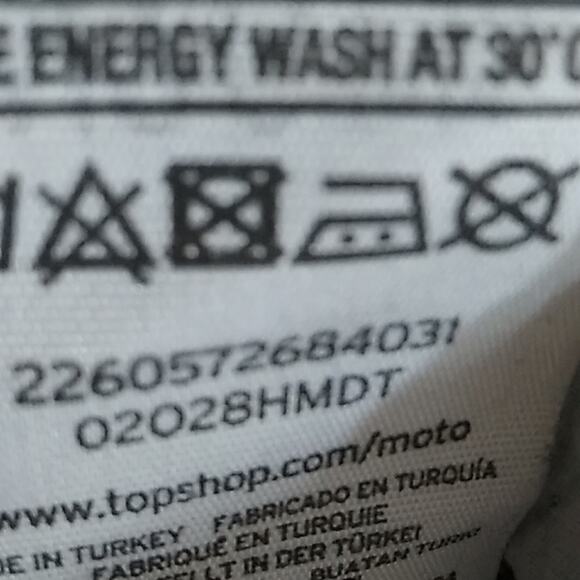 ENERGY WASH AT 30°
2260572684031
02028HMDT
www.topshop.com/moto
IN TURKEY FABRICADO EN TURQUÍA
FABRIQUÉ EN TURQUIE
IN DER TÜRKEI
BUATAN